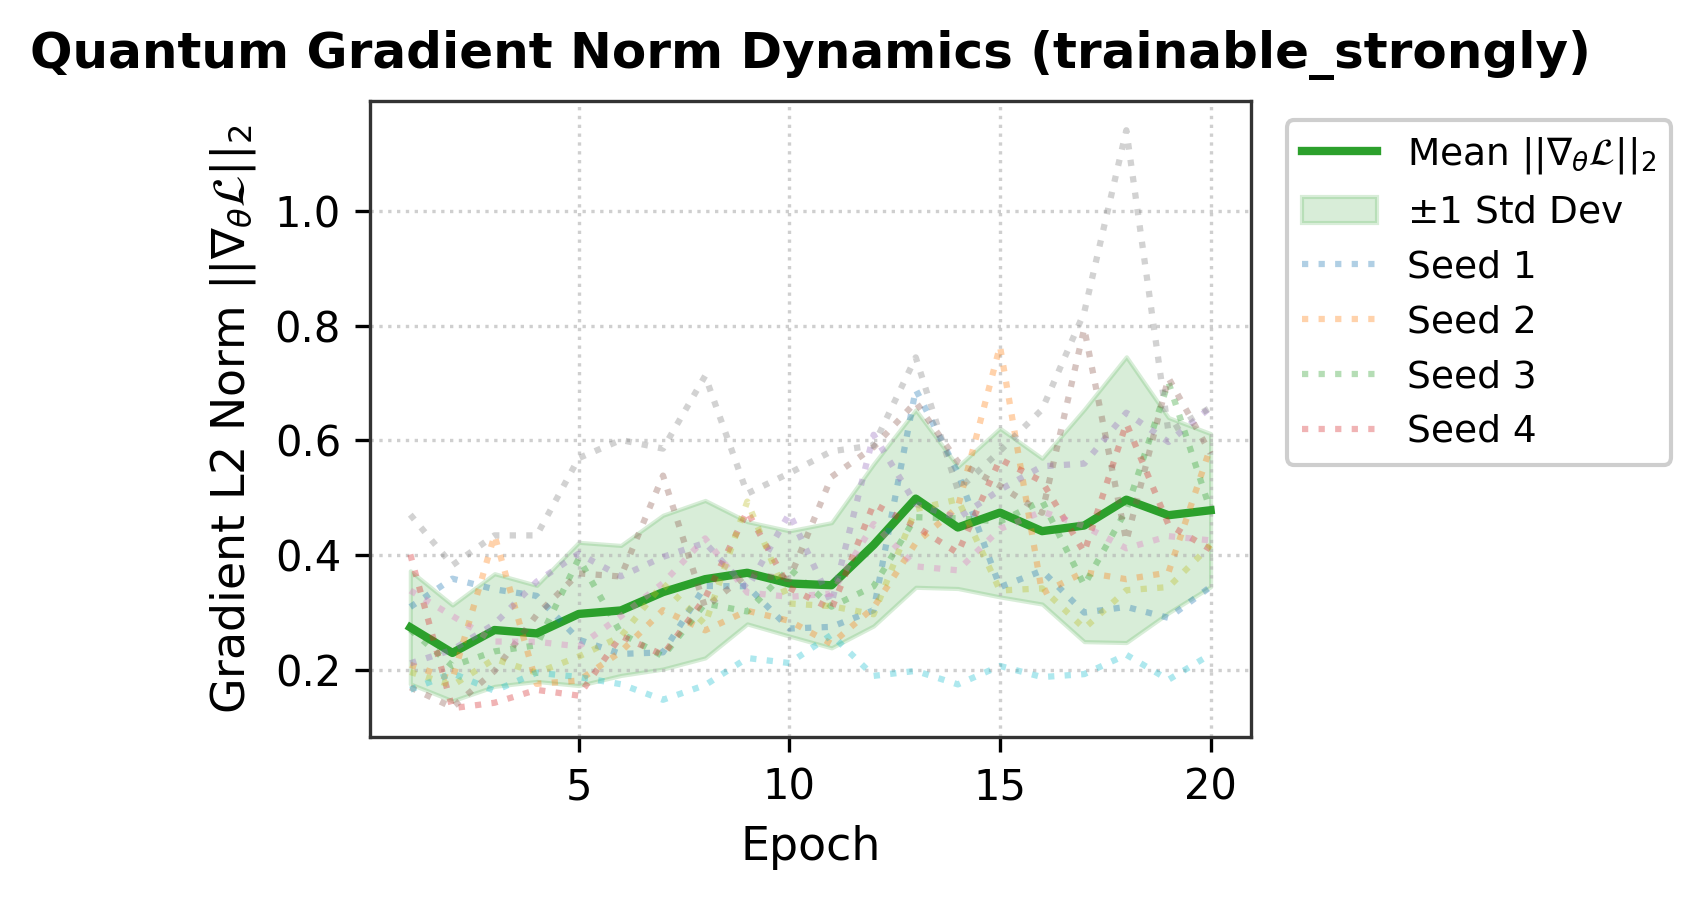 Quantum Gradient Norm Dynamics (trainable_strongly)
Gradient L2 Norm ||∇θℒ||₂
1.0
0.8
0.6
0.4
0.2
5 10 15 20
Epoch
Mean ||∇θℒ||₂
±1 Std Dev
Seed 1
Seed 2
Seed 3
Seed 4